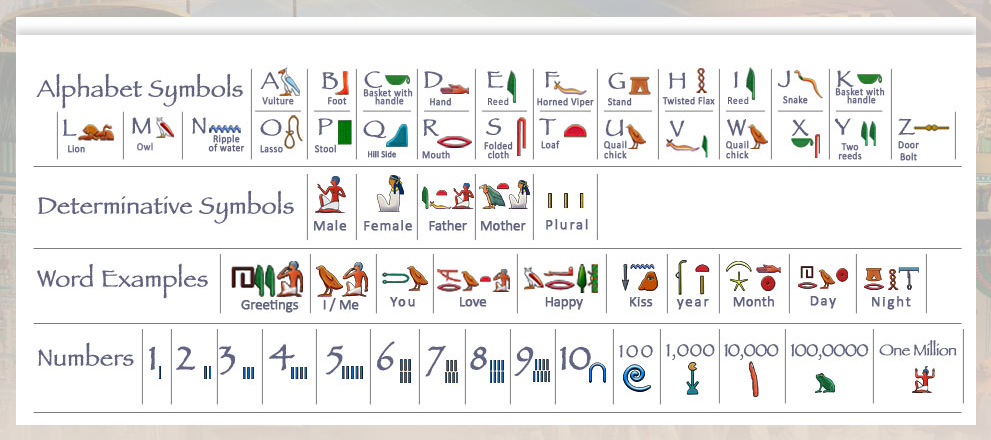 Alphabet Symbols
A Vulture B Foot C Basket with handle D Hand E Reed F Horned Viper G Stand H Twisted Flax I Reed J Snake K Basket with handle
L Lion M Owl N Ripple of water O Lasso P Stool Q Hill Side R Mouth S Folded cloth T Loaf U Quail chick V W Quail chick X Y Two reeds Z Door Bolt
Determinative Symbols Male Female Father Mother Plural
Word Examples Greetings I / Me You Love Happy Kiss year Month Day Night
Numbers 1 2 3 4 5 6 7 8 9 10 100 1,000 10,000 100,0000 One Million